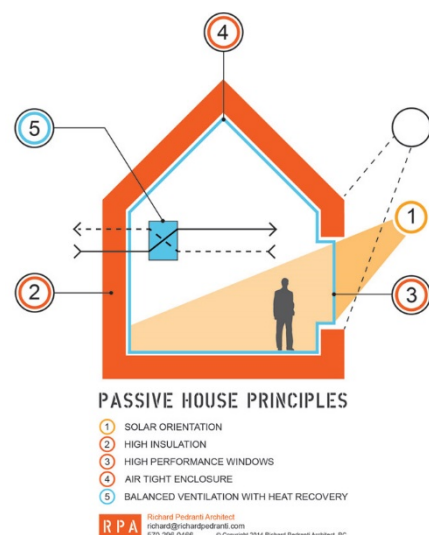 4
5
1
2
3
PASSIVE HOUSE PRINCIPLES
1 SOLAR ORIENTATION
2 HIGH INSULATION
3 HIGH PERFORMANCE WINDOWS
4 AIR TIGHT ENCLOSURE
5 BALANCED VENTILATION WITH HEAT RECOVERY
RPA
Richard Pedranti Architect
richard@richardpedranti.com